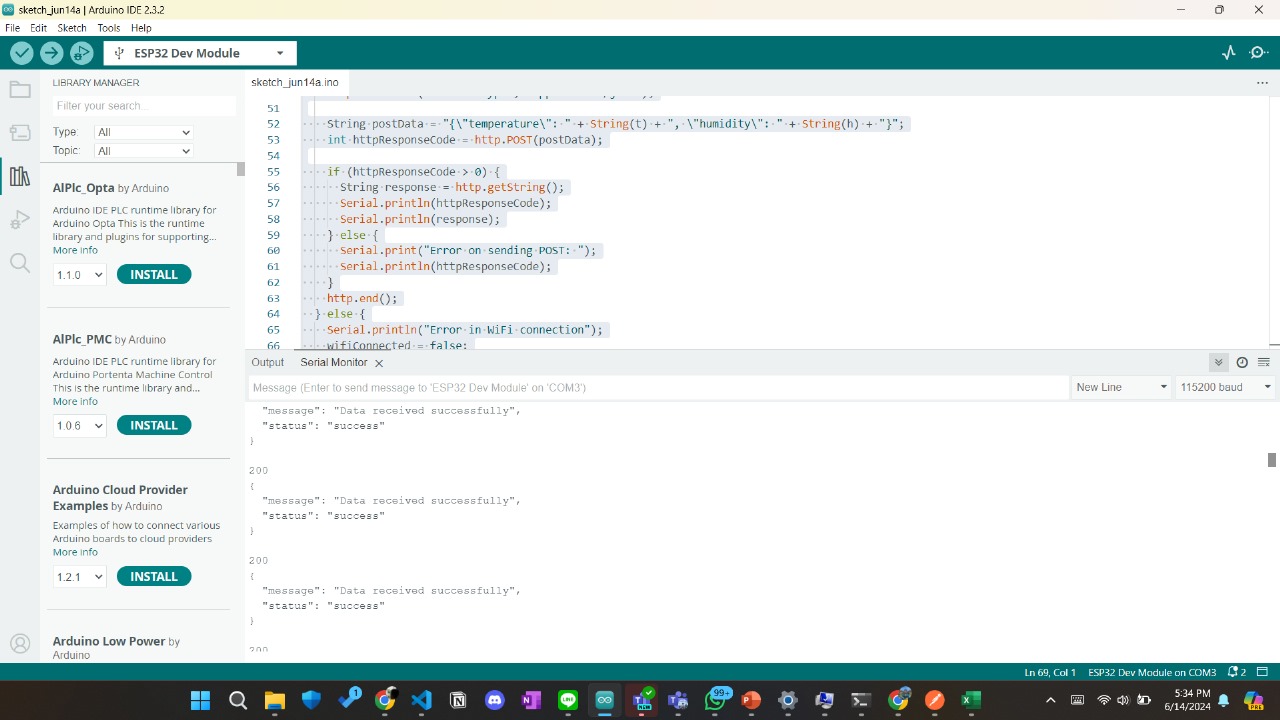 sketch_jun14a | Arduino IDE 2.3.2
File Edit Sketch Tools Help
ESP32 Dev Module
LIBRARY MANAGER
Filter your search...
Type: All
Topic: All
AlPlc_Opta by Arduino
Arduino IDE PLC runtime library for
Arduino Opta This is the runtime
library and plugins for supporting...
More info
1.1.0 INSTALL
AlPlc_PMC by Arduino
Arduino IDE PLC runtime library for
Arduino Portenta Machine Control
This is the runtime library and...
More info
1.0.6 INSTALL
Arduino Cloud Provider
Examples by Arduino
Examples of how to connect various
Arduino boards to cloud providers
More info
1.2.1 INSTALL
Arduino Low Power by
Arduino
sketch_jun14a.ino
51
52 String postData = "{\"temperature\": " + String(t) + ", \"humidity\": " + String(h) + "}";
53 int httpResponseCode = http.POST(postData);
54
55 if (httpResponseCode > 0) {
56 String response = http.getString();
57 Serial.println(httpResponseCode);
58 Serial.println(response);
59 } else {
60 Serial.print("Error on sending POST: ");
61 Serial.println(httpResponseCode);
62 }
63 http.end();
64 } else {
65 Serial.println("Error in WiFi connection");
66 wifiConnected = false;
Output Serial Monitor
Message (Enter to send message to 'ESP32 Dev Module' on 'COM3')
New Line 115200 baud
"message": "Data received successfully",
"status": "success"
}
200
{
"message": "Data received successfully",
"status": "success"
}
200
{
"message": "Data received successfully",
"status": "success"
}
200
Ln 69, Col 1 ESP32 Dev Module on COM3 2
1
99+
5:34 PM
6/14/2024